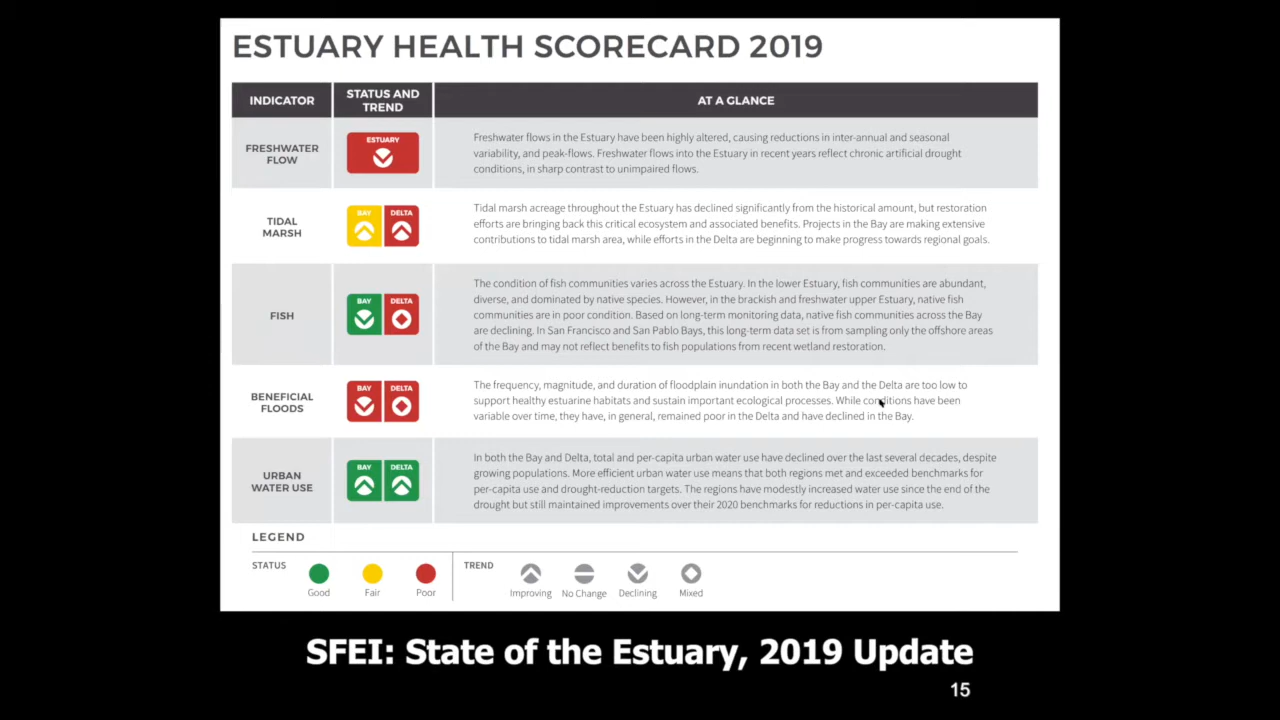 ESTUARY HEALTH SCORECARD 2019
INDICATOR
STATUS AND
TREND
AT A GLANCE
FRESHWATER
FLOW
ESTUARY
Freshwater flows in the Estuary have been highly altered, causing reductions in inter-annual and seasonal
variability, and peak-flows. Freshwater flows into the Estuary in recent years reflect chronic artificial drought
conditions, in sharp contrast to unimpaired flows.
TIDAL
MARSH
BAY DELTA
Tidal marsh acreage throughout the Estuary has declined significantly from the historical amount, but restoration
efforts are bringing back this critical ecosystem and associated benefits. Projects in the Bay are making extensive
contributions to tidal marsh area, while efforts in the Delta are beginning to make progress towards regional goals.
FISH
BAY DELTA
The condition of fish communities varies across the Estuary. In the lower Estuary, fish communities are abundant,
diverse, and dominated by native species. However, in the brackish and freshwater upper Estuary, native fish
communities are in poor condition. Based on long-term monitoring data, native fish communities across the Bay
are declining. In San Francisco and San Pablo Bays, this long-term data set is from sampling only the offshore areas
of the Bay and may not reflect benefits to fish populations from recent wetland restoration.
BENEFICIAL
FLOODS
BAY DELTA
The frequency, magnitude, and duration of floodplain inundation in both the Bay and the Delta are too low to
support healthy estuarine habitats and sustain important ecological processes. While conditions have been
variable over time, they have, in general, remained poor in the Delta and have declined in the Bay.
URBAN
WATER USE
BAY DELTA
In both the Bay and Delta, total and per-capita urban water use have declined over the last several decades, despite
growing populations. More efficient urban water use means that both regions met and exceeded benchmarks for
per-capita use and drought-reduction targets. The regions have modestly increased water use since the end of the
drought but still maintained improvements over their 2020 benchmarks for reductions in per-capita use.
LEGEND
STATUS
Good Fair Poor
TREND
Improving No Change Declining Mixed
SFEI: State of the Estuary, 2019 Update
15